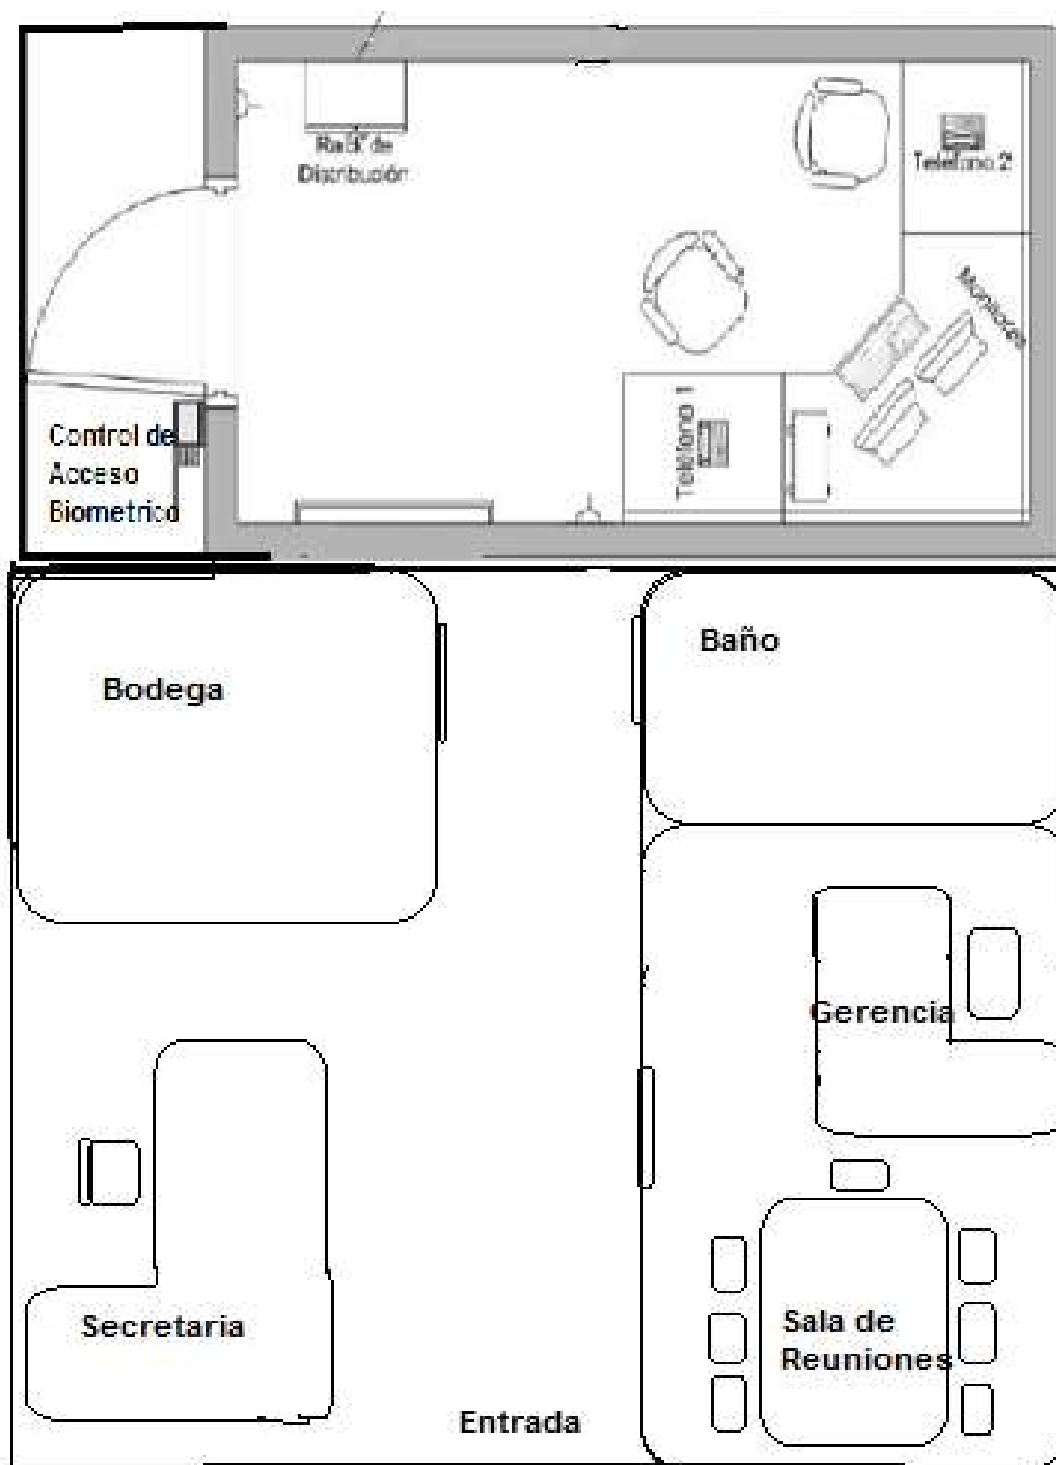 Rack de
Distribución
Teléfono 2
Monitores
Teléfono 1
Control de
Acceso
Biometrico
Bodega
Baño
Gerencia
Secretaria
Sala de
Reuniones
Entrada